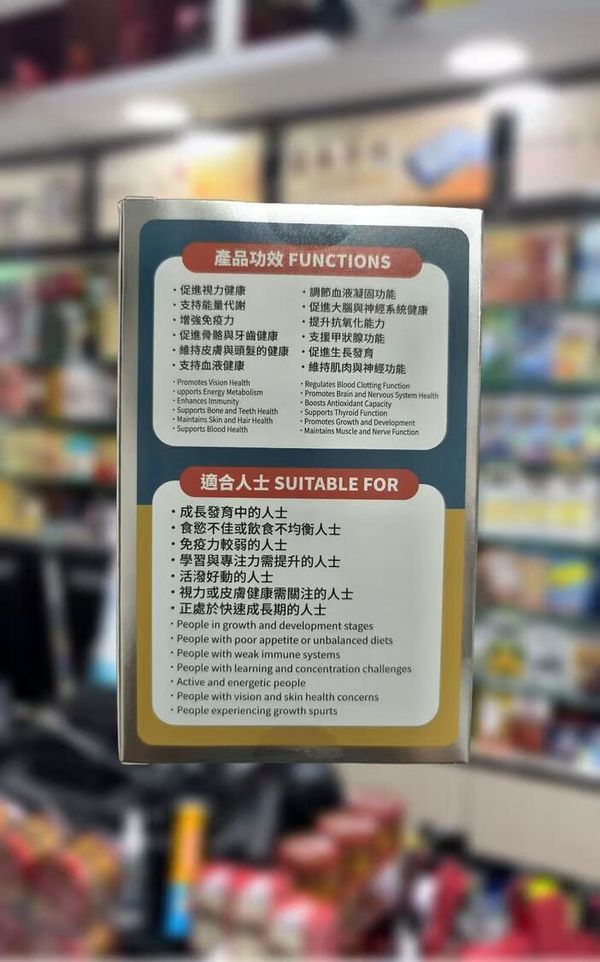 產品功效 FUNCTIONS
・促進視力健康
・支持能量代謝
・增強免疫力
・促進骨骼與牙齒健康
・維持皮膚與頭髮的健康
・支持血液健康
・調節血液凝固功能
・促進大腦與神經系統健康
・提升抗氧化能力
・支援甲狀腺功能
・促進生長發育
・維持肌肉與神經功能
・Promotes Vision Health
・upports Energy Metabolism
・Enhances Immunity
・Supports Bone and Teeth Health
・Maintains Skin and Hair Health
・Supports Blood Health
・Regulates Blood Clotting Function
・Promotes Brain and Nervous System Health
・Boosts Antioxidant Capacity
・Supports Thyroid Function
・Promotes Growth and Development
・Maintains Muscle and Nerve Function
適合人士 SUITABLE FOR
・成長發育中的人士
・食慾不佳或飲食不均衡人士
・免疫力較弱的人士
・學習與專注力需提升的人士
・活潑好動的人士
・視力或皮膚健康需關注的人士
・正處於快速成長期的人士
・People in growth and development stages
・People with poor appetite or unbalanced diets
・People with weak immune systems
・People with learning and concentration challenges
・Active and energetic people
・People with vision and skin health concerns
・People experiencing growth spurts